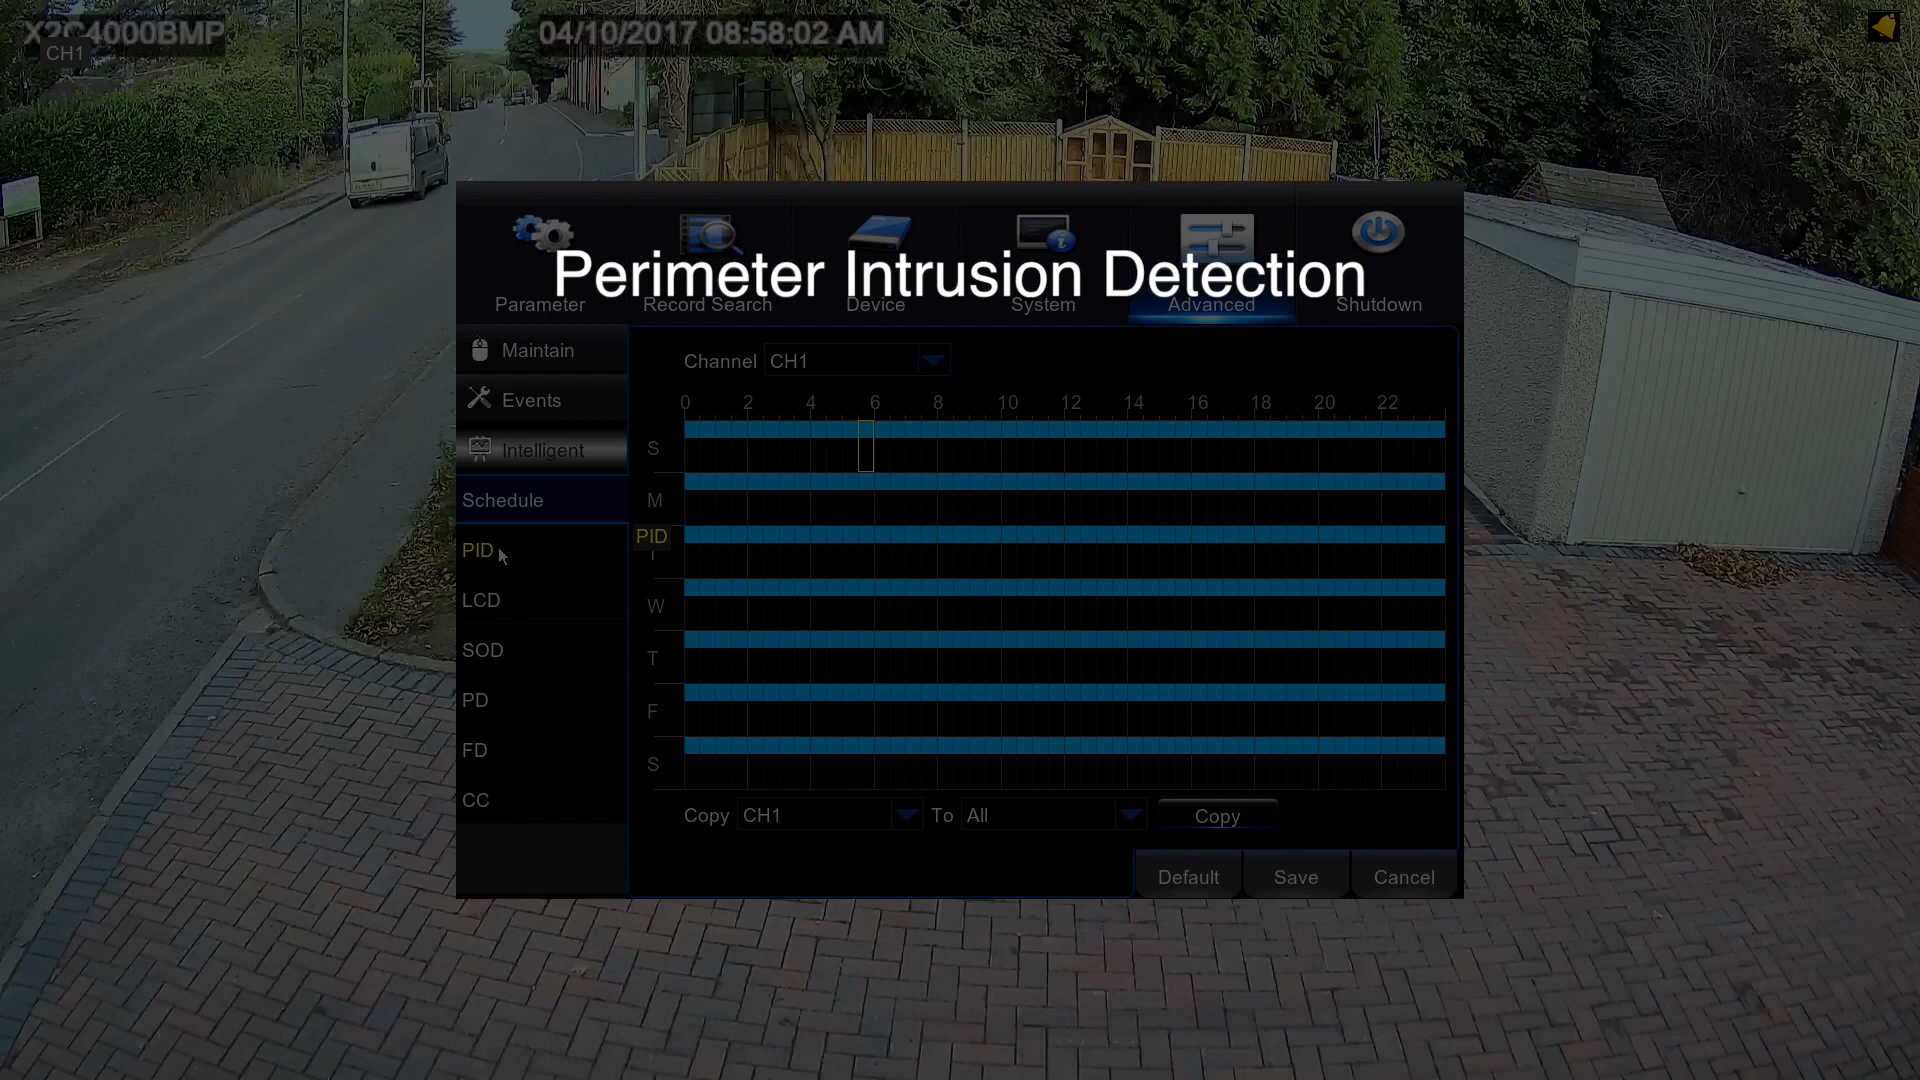 04/10/2017 08:58:02 AM
CH1
Perimeter Intrusion Detection
Parameter Record Search Device System Advanced Shutdown
Maintain
Events
Intelligent
Schedule
PID
LCD
SOD
PD
FD
CC
Channel CH1
0 2 4 6 8 10 12 14 16 18 20 22
S
M
PID
T
W
T
F
S
Copy CH1 To All Copy
Default Save Cancel